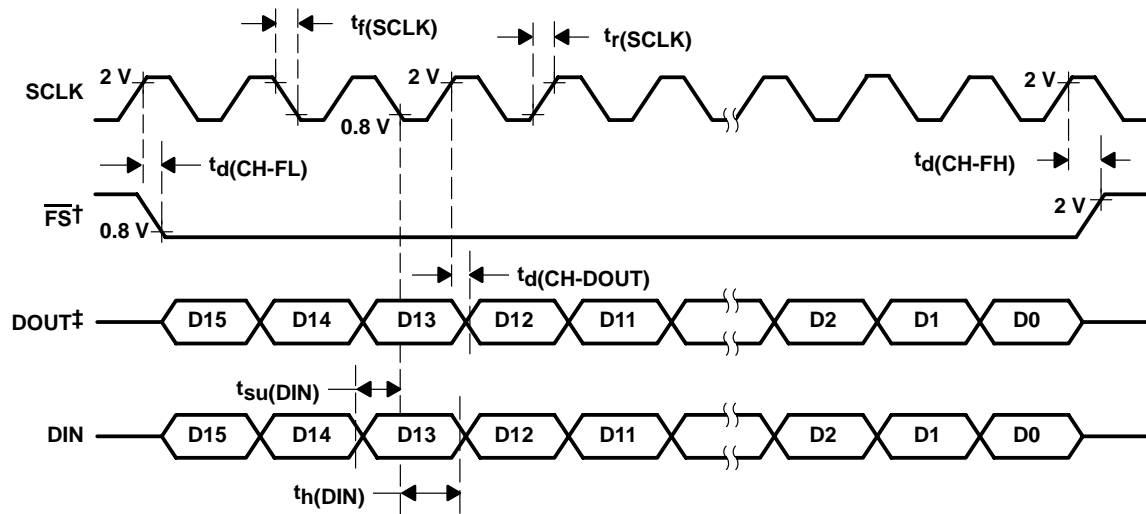 tf(SCLK)
tr(SCLK)
SCLK
2 V
2 V
2 V
0.8 V
td(CH-FL)
td(CH-FH)
FS†
0.8 V
2 V
td(CH-DOUT)
DOUT‡
D15 D14 D13 D12 D11 D2 D1 D0
tsu(DIN)
DIN
D15 D14 D13 D12 D11 D2 D1 D0
th(DIN)